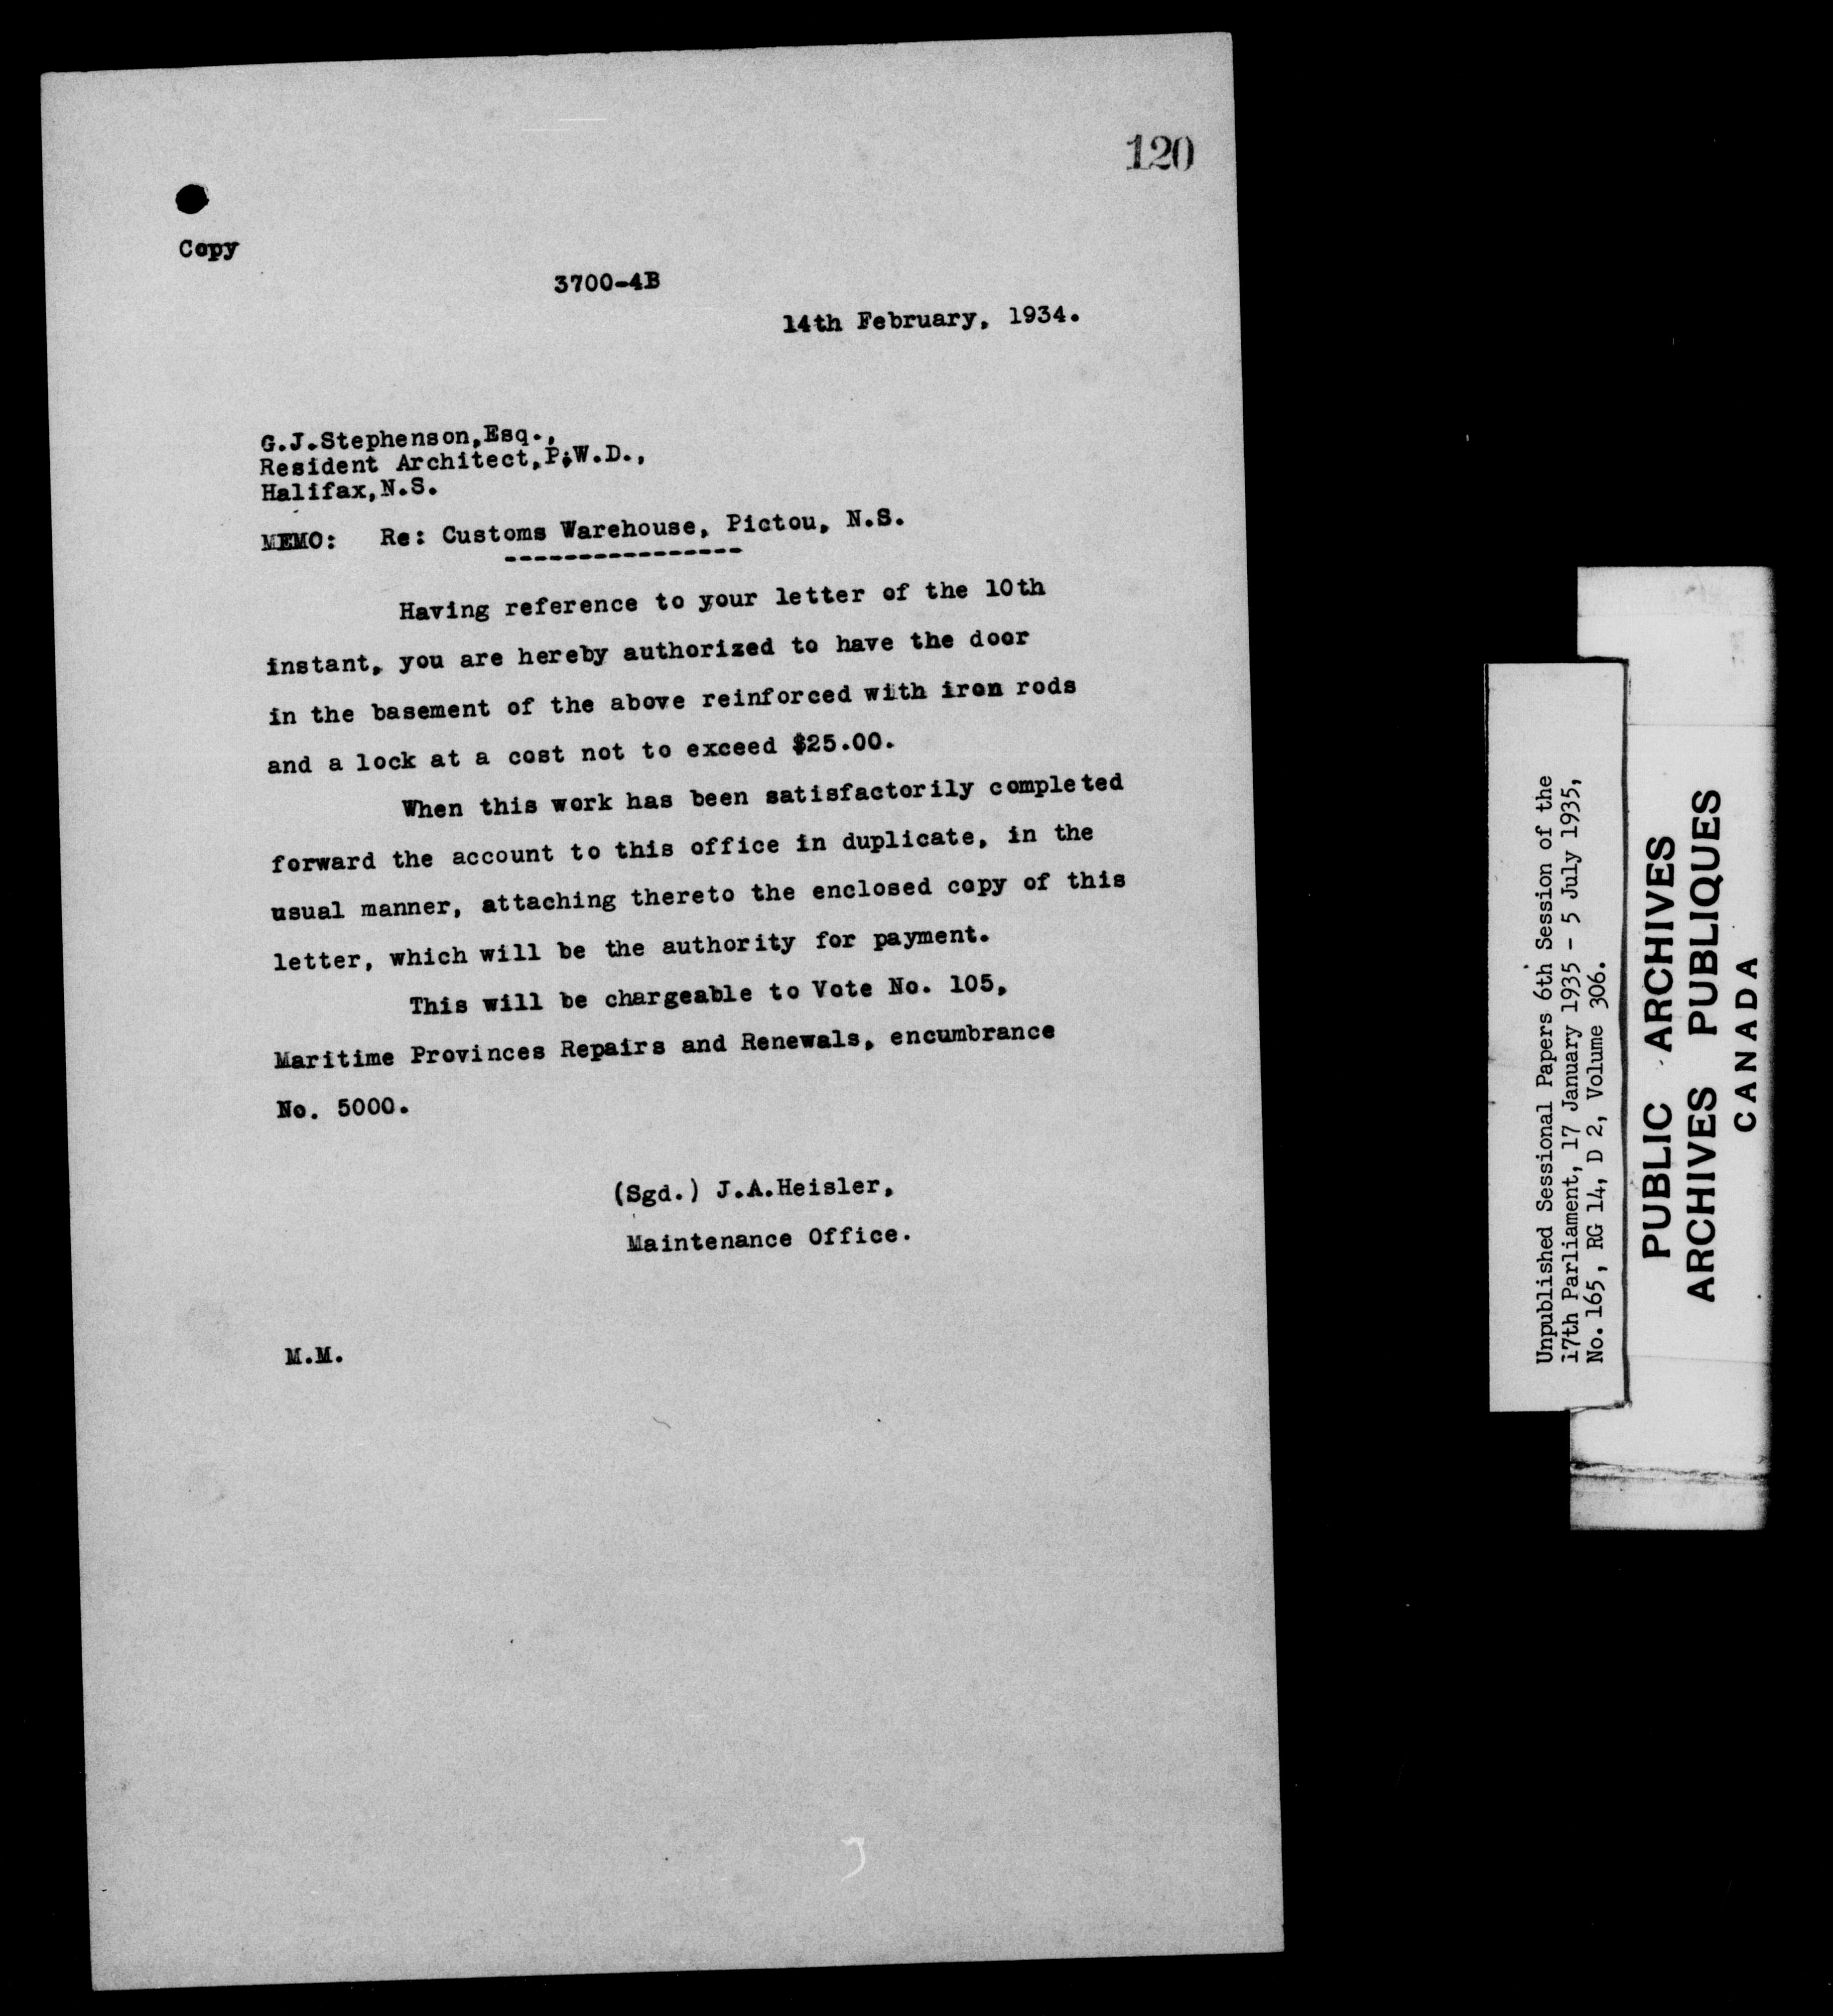 120
Copy
3700-4B
14th February, 1934.
G.J.Stephenson,Esq.,
Resident Architect,P.W.D.,
Halifax,N.S.
MEMO: Re: Customs Warehouse, Pictou, N.S.
----------------
Having reference to your letter of the 10th
instant, you are hereby authorized to have the door
in the basement of the above reinforced with iron rods
and a lock at a cost not to exceed $25.00.
When this work has been satisfactorily completed
forward the account to this office in duplicate, in the
usual manner, attaching thereto the enclosed copy of this
letter, which will be the authority for payment.
This will be chargeable to Vote No. 105,
Maritime Provinces Repairs and Renewals, encumbrance
No. 5000.
(Sgd.) J.A.Heisler,
Maintenance Office.
M.M.
Unpublished Sessional Papers 6th Session of the
17th Parliament, 17 January 1935 - 5 July 1935,
No. 165, RG 14, D 2, Volume 306.
PUBLIC ARCHIVES
ARCHIVES PUBLIQUES
CANADA